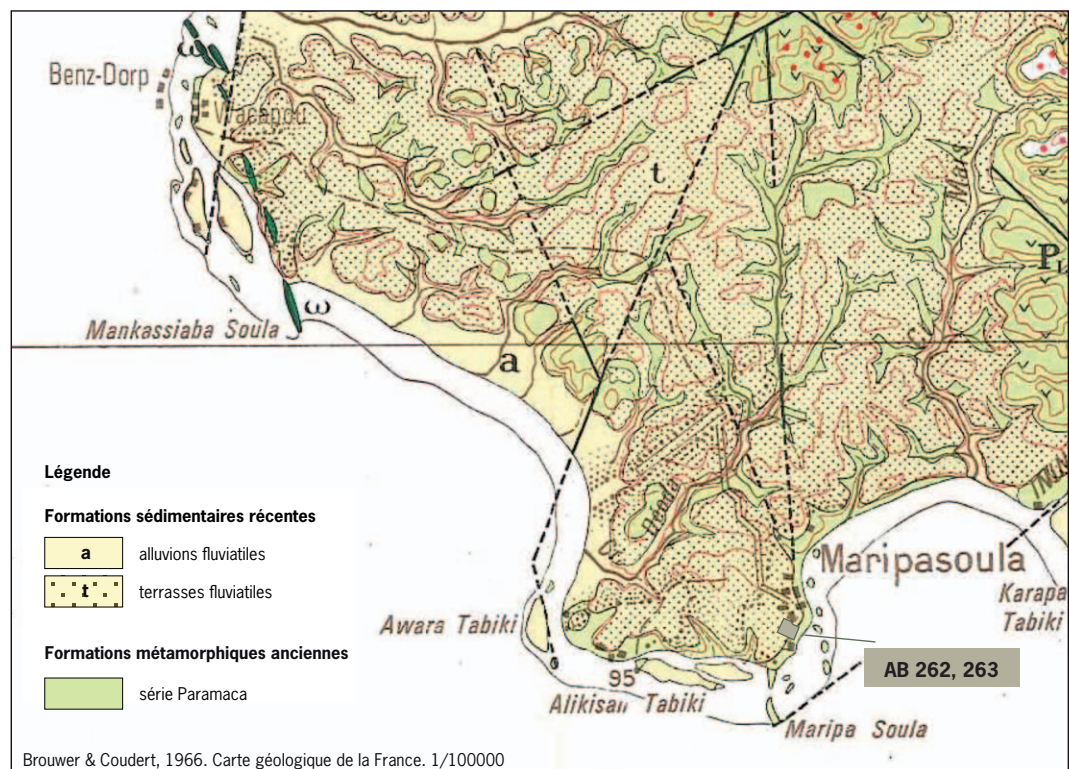 ω
Benz-Dorp
Wacapou
t
Mankassiaba Soula
ω
a
Légende
Formations sédimentaires récentes
a alluvions fluviatiles
t terrasses fluviatiles
Formations métamorphiques anciennes
série Paramaca
Maripasoula
Karapa
Tabiki
Awara Tabiki
AB 262, 263
95
Alikisan Tabiki
Maripa Soula
Brouwer & Coudert, 1966. Carte géologique de la France. 1/100000